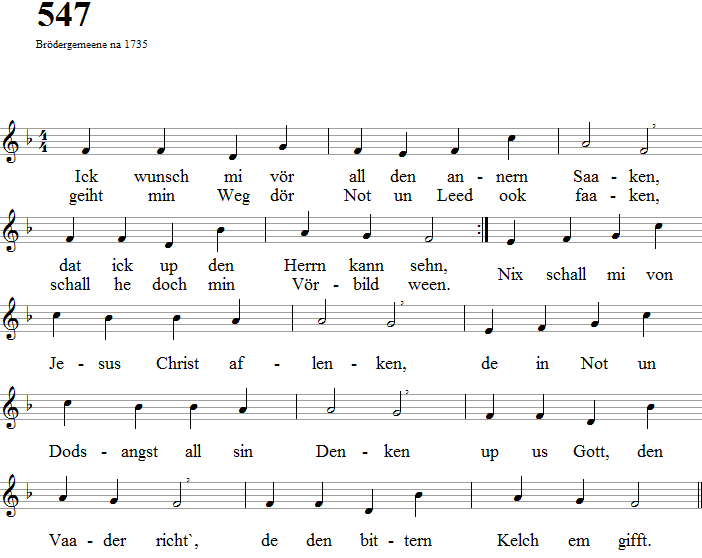 547
Brödergemeene na 1735
4
4
Ick wunsch mi vör all den an - nern Saa - ken,
geiht min Weg dör Not un Leed ook faa - ken,
dat ick up den Herrn kann sehn,
schall he doch min Vör - bild ween. Nix schall mi von
Je - sus Christ af - len - ken, de in Not un
Dods - angst all sin Den - ken up us Gott, den
Vaa - der richt`, de den bit - tern Kelch em gifft.